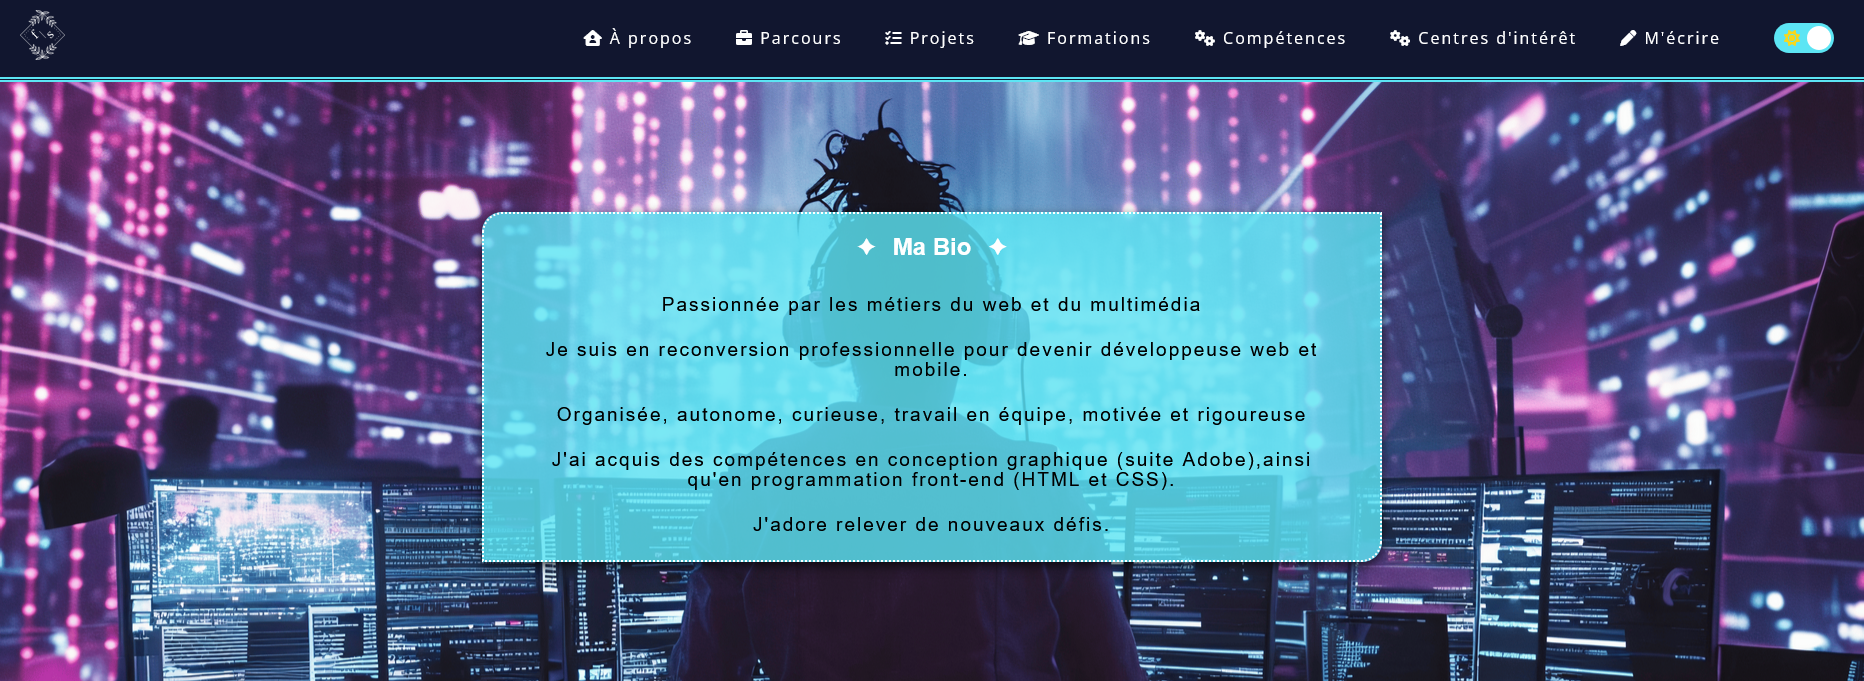 À propos Parcours Projets Formations Compétences Centres d'intérêt M'écrire
Ma Bio
Passionnée par les métiers du web et du multimédia
Je suis en reconversion professionnelle pour devenir développeuse web et
mobile.
Organisée, autonome, curieuse, travail en équipe, motivée et rigoureuse
J'ai acquis des compétences en conception graphique (suite Adobe),ainsi
qu'en programmation front-end (HTML et CSS).
J'adore relever de nouveaux défis.